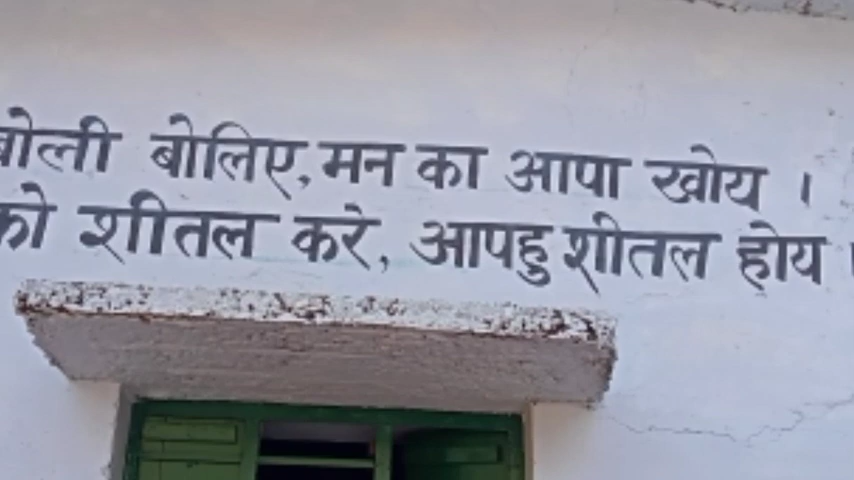 बोली बोलिए, मन का आपा खोय ।
को शीतल करे, आपहु शीतल होय ।